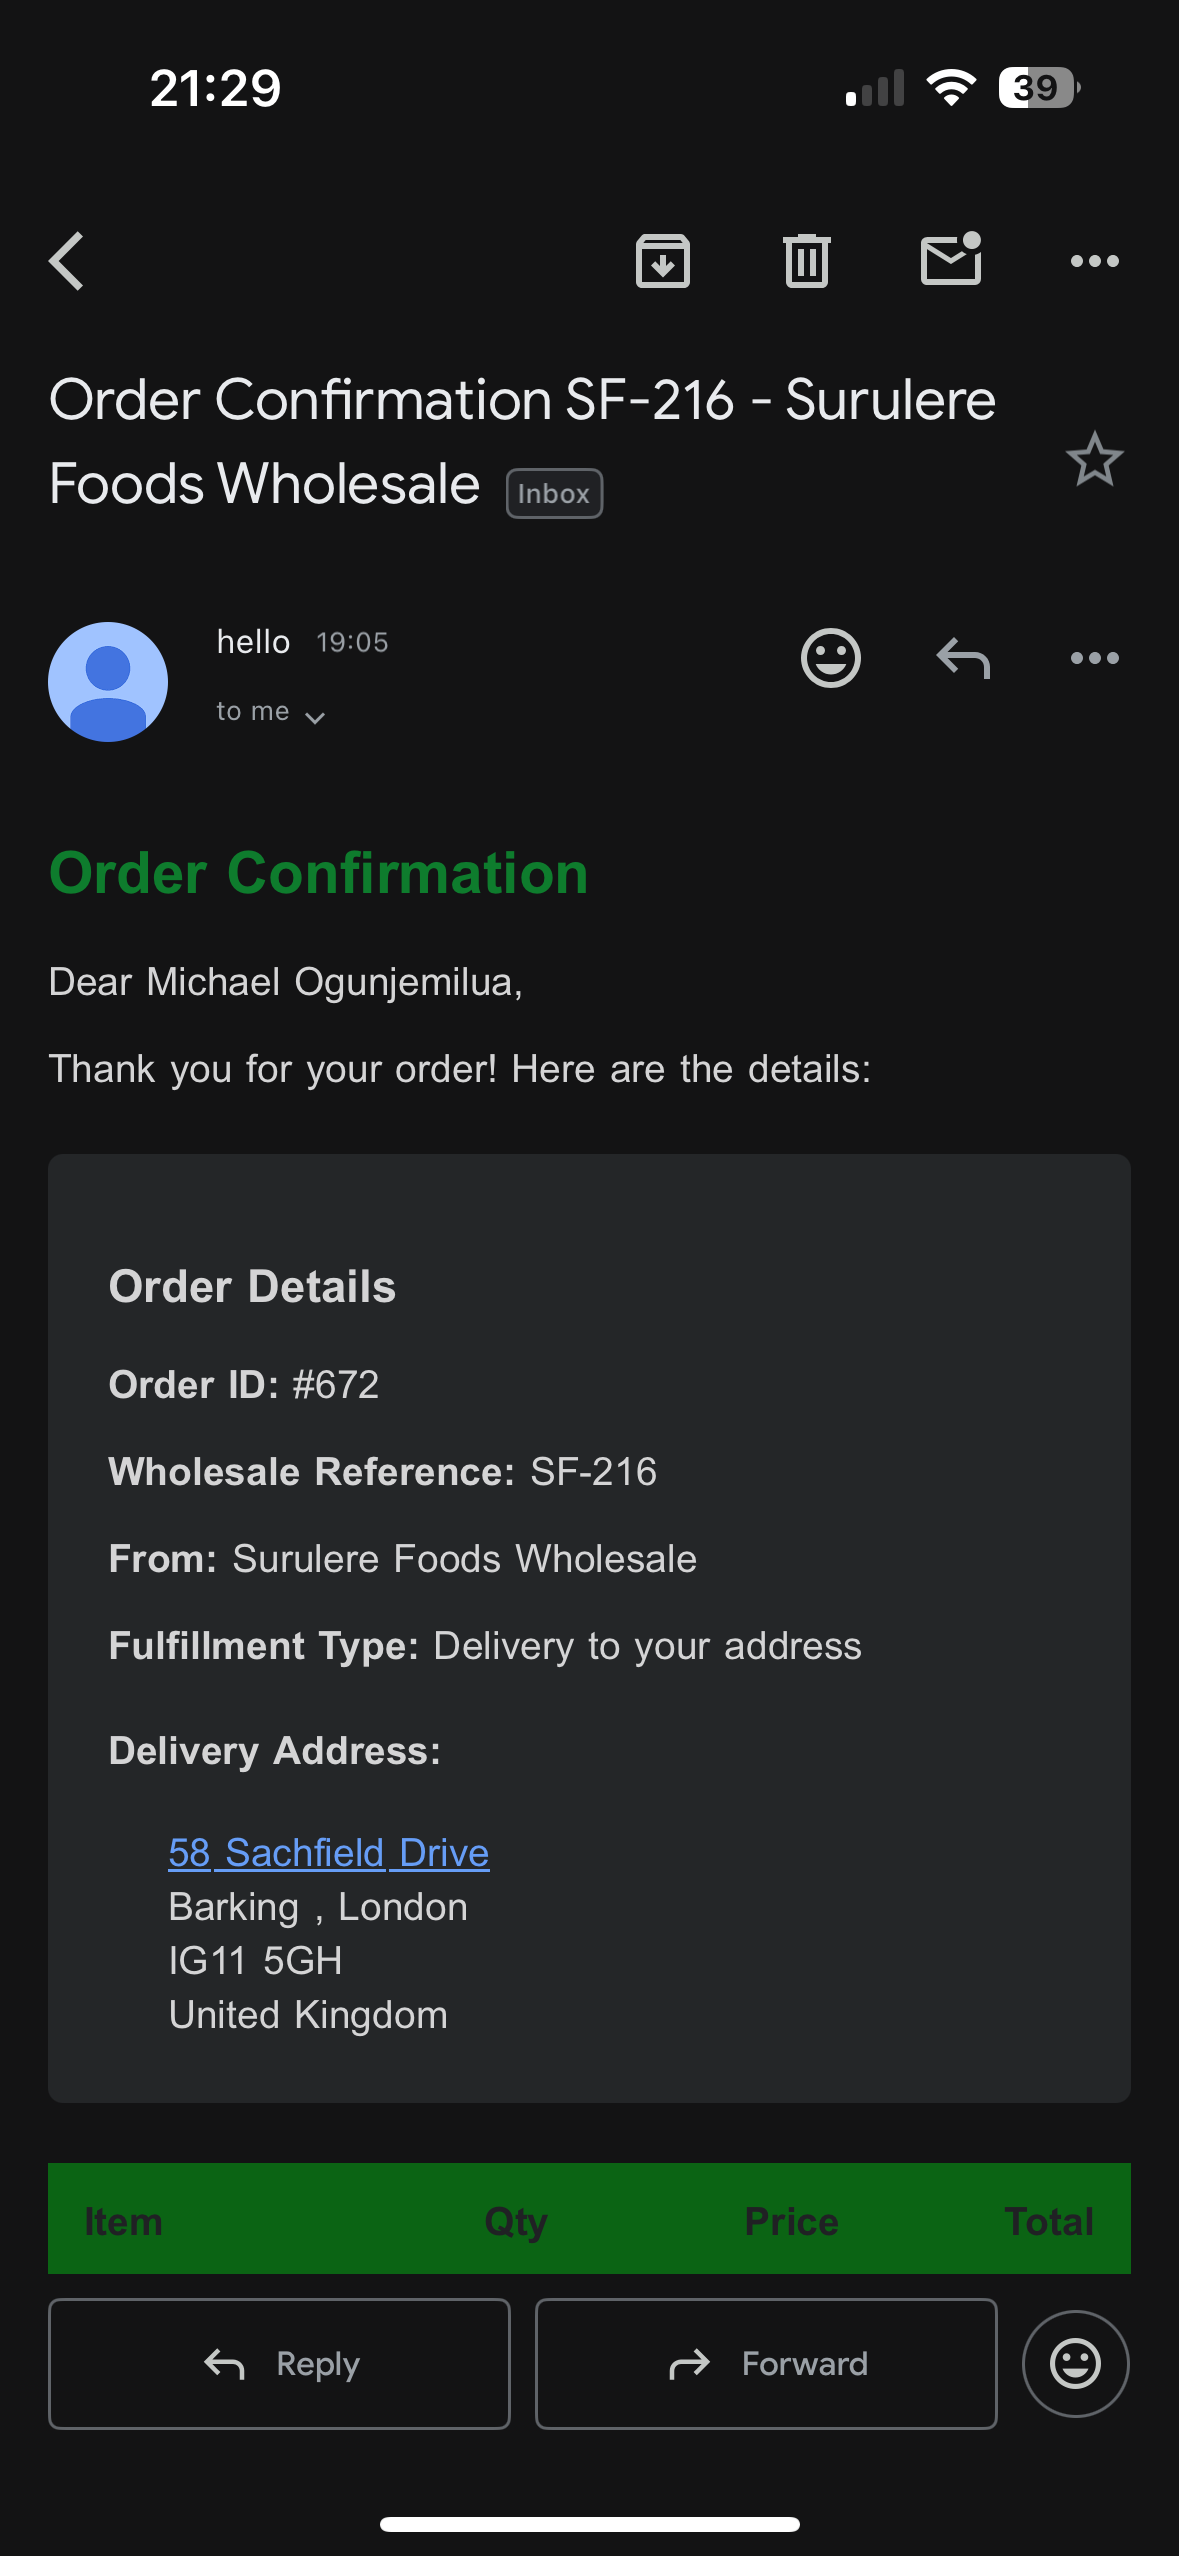 21:29
39
Order Confirmation SF-216 - Surulere
Foods Wholesale Inbox
hello 19:05
to me
Order Confirmation
Dear Michael Ogunjemilua,
Thank you for your order! Here are the details:
Order Details
Order ID: #672
Wholesale Reference: SF-216
From: Surulere Foods Wholesale
Fulfillment Type: Delivery to your address
Delivery Address:
58 Sachfield Drive
Barking , London
IG11 5GH
United Kingdom
Item Qty Price Total
Reply Forward